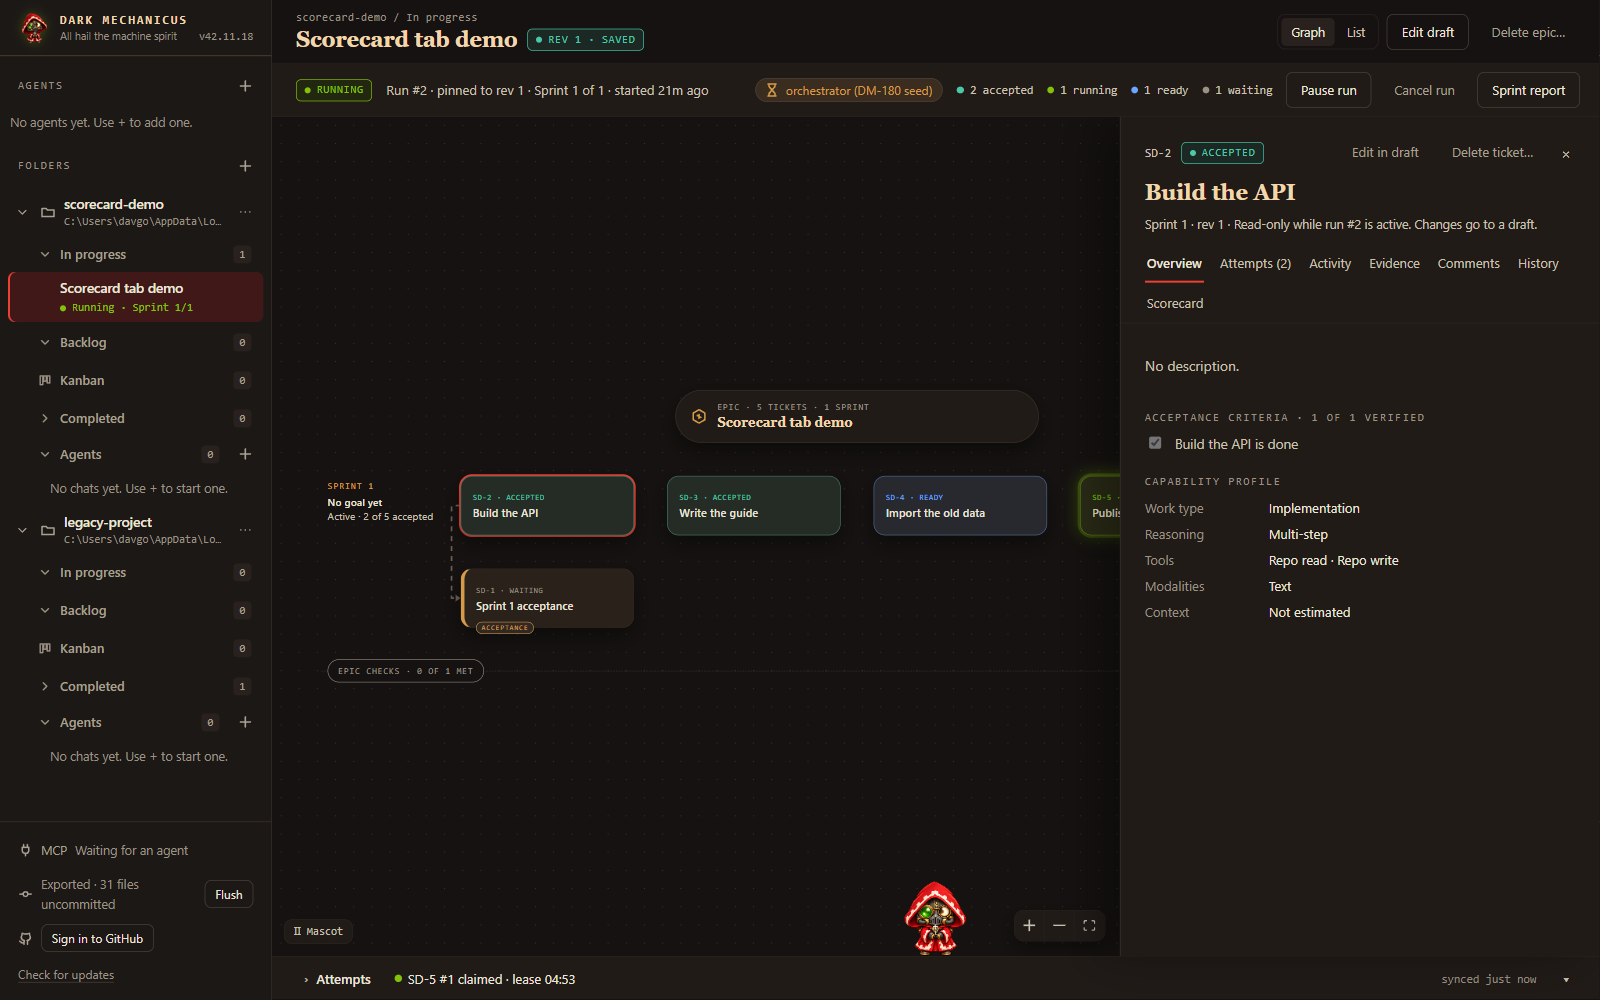 DARK MECHANICUS
All hail the machine spirit v42.11.18
AGENTS
No agents yet. Use + to add one.
FOLDERS
scorecard-demo
C:\Users\davgo\AppData\Lo…
In progress 1
Scorecard tab demo
Running · Sprint 1/1
Backlog 0
Kanban 0
Completed 0
Agents 0
No chats yet. Use + to start one.
legacy-project
C:\Users\davgo\AppData\Lo…
In progress 0
Backlog 0
Kanban 0
Completed 1
Agents 0
No chats yet. Use + to start one.
MCP Waiting for an agent
Exported · 31 files
uncommitted
Flush
Sign in to GitHub
Check for updates
scorecard-demo / In progress
Scorecard tab demo REV 1 · SAVED
Graph List Edit draft Delete epic...
RUNNING Run #2 · pinned to rev 1 · Sprint 1 of 1 · started 21m ago orchestrator (DM-180 seed) 2 accepted 1 running 1 ready 1 waiting Pause run Cancel run Sprint report
EPIC · 5 TICKETS · 1 SPRINT
Scorecard tab demo
SPRINT 1
No goal yet
Active · 2 of 5 accepted
SD-2 · ACCEPTED
Build the API
SD-3 · ACCEPTED
Write the guide
SD-4 · READY
Import the old data
SD-5 ·
Publis
SD-1 · WAITING
Sprint 1 acceptance
ACCEPTANCE
EPIC CHECKS · 0 OF 1 MET
Mascot
SD-2 ACCEPTED Edit in draft Delete ticket... ×
Build the API
Sprint 1 · rev 1 · Read-only while run #2 is active. Changes go to a draft.
Overview Attempts (2) Activity Evidence Comments History
Scorecard
No description.
ACCEPTANCE CRITERIA · 1 OF 1 VERIFIED
Build the API is done
CAPABILITY PROFILE
Work type Implementation
Reasoning Multi-step
Tools Repo read · Repo write
Modalities Text
Context Not estimated
Attempts SD-5 #1 claimed · lease 04:53 synced just now